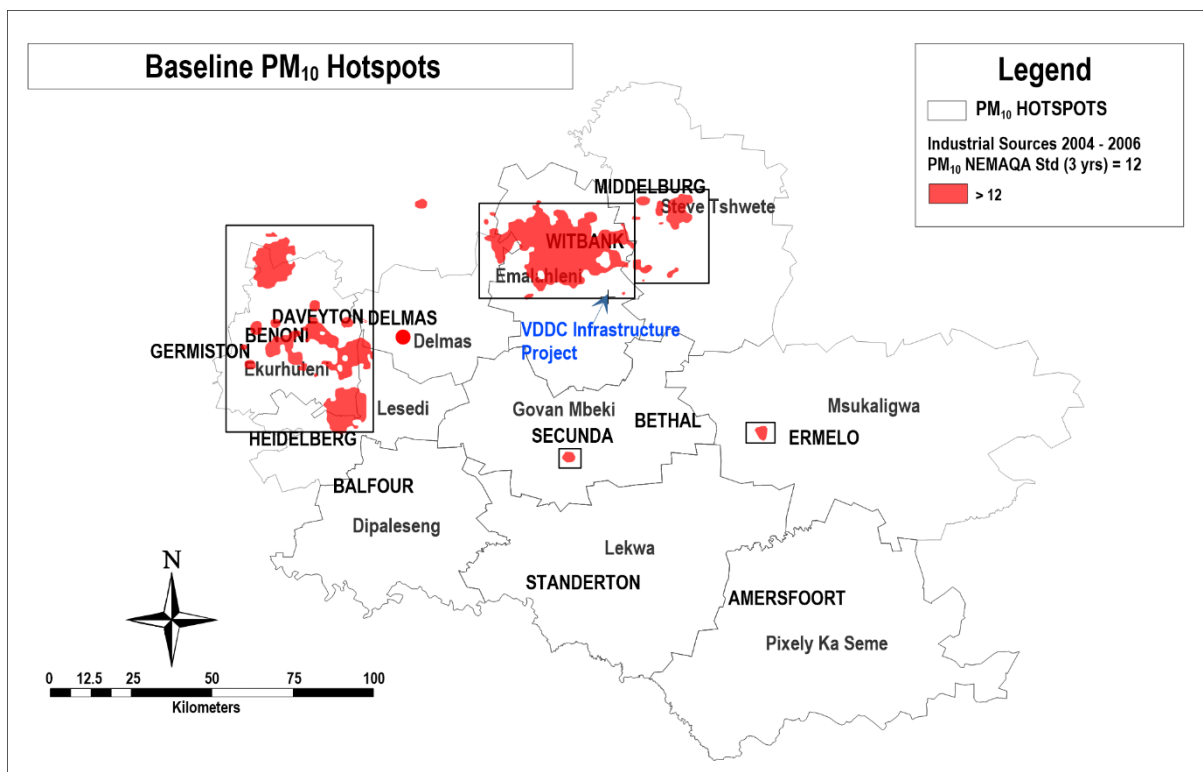 Baseline PM₁₀ Hotspots
Legend
PM₁₀ HOTSPOTS
Industrial Sources 2004 - 2006
PM₁₀ NEMAQA Std (3 yrs) = 12
> 12
MIDDELBURG
Steve Tshwete
WITBANK
Emalahleni
DAVEYTON
DELMAS
BENONI
Delmas
GERMISTON
Ekurhuleni
VDDC Infrastructure
Project
Lesedi
HEIDELBERG
Govan Mbeki
BETHAL
SECUNDA
Msukaligwa
ERMELO
BALFOUR
Dipaleseng
Lekwa
STANDERTON
AMERSFOORT
Pixely Ka Seme
N
0 12.5 25 50 75 100
Kilometers